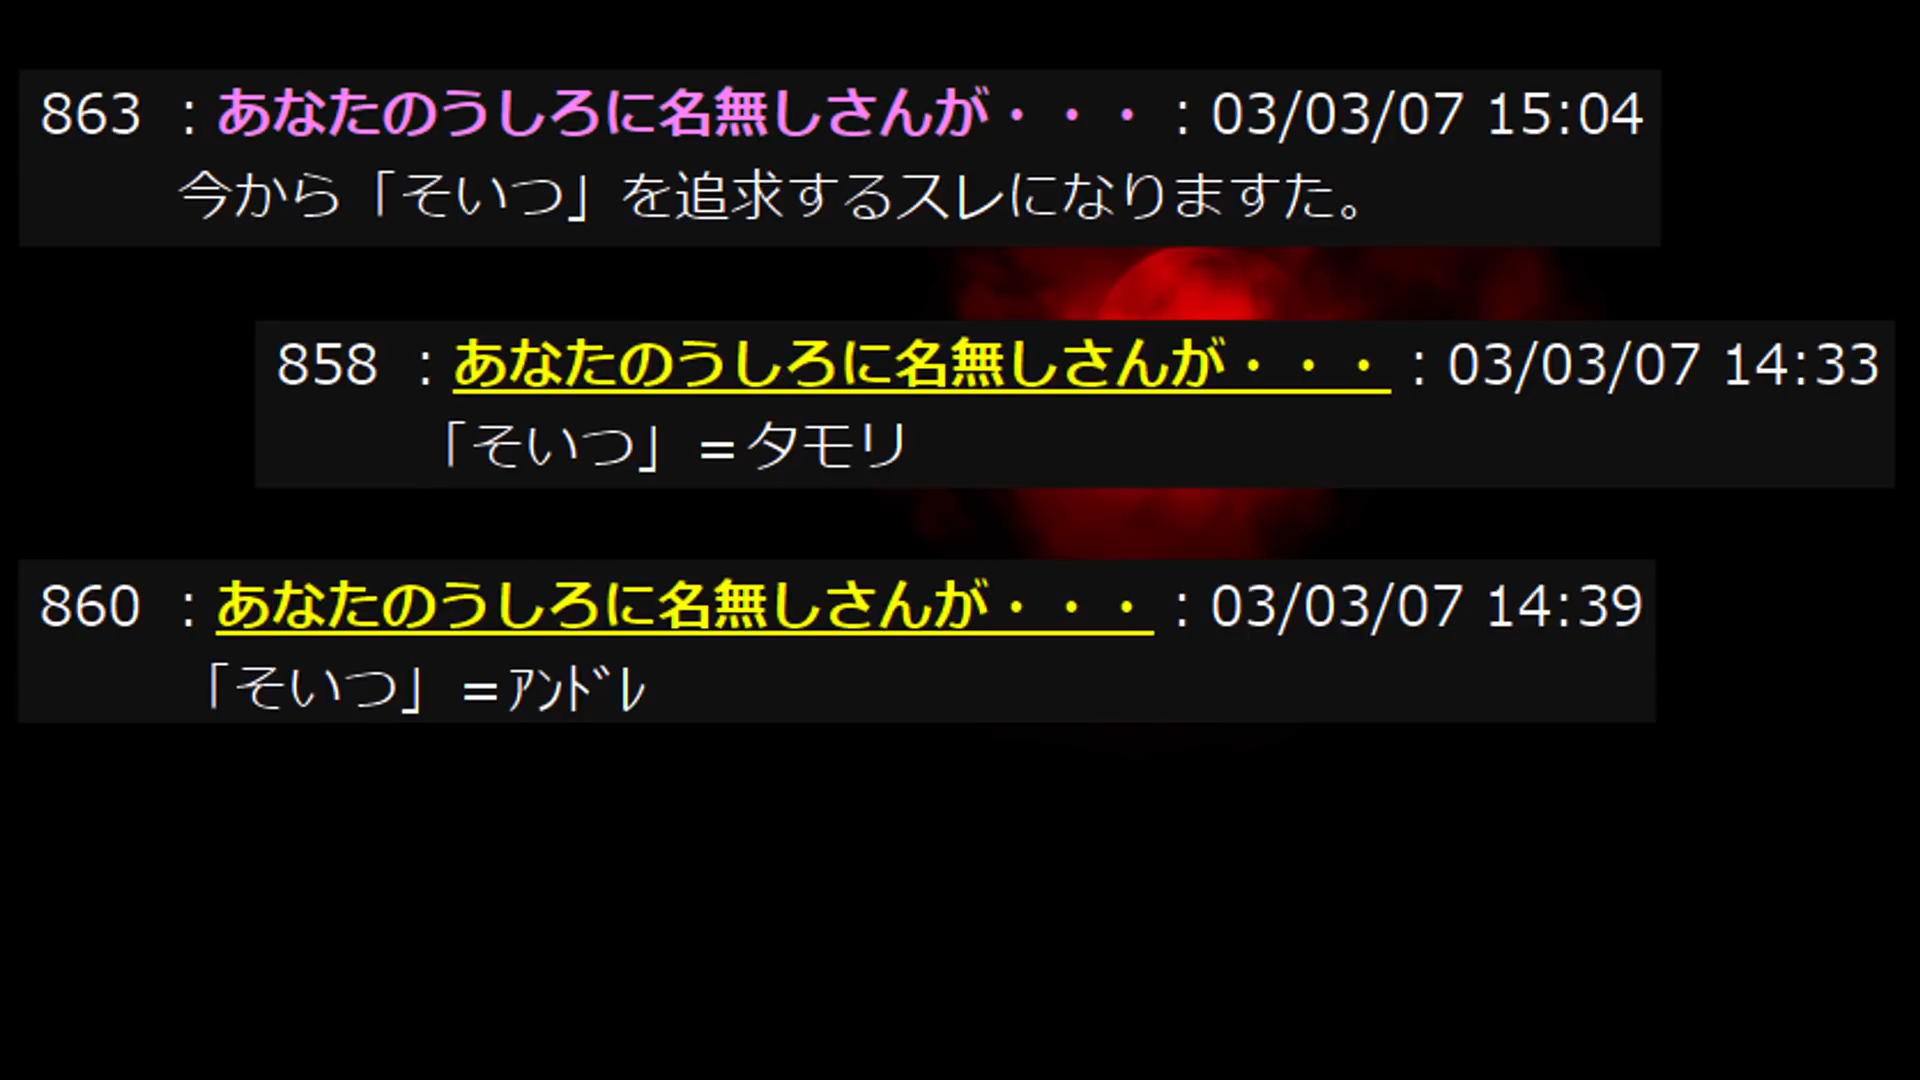 863 ：あなたのうしろに名無しさんが・・・：03/03/07 15:04
今から「そいつ」を追求するスレになりますた。
858 ：あなたのうしろに名無しさんが・・・：03/03/07 14:33
「そいつ」＝タモリ
860 ：あなたのうしろに名無しさんが・・・：03/03/07 14:39
「そいつ」＝ｱﾝﾄﾞﾚ